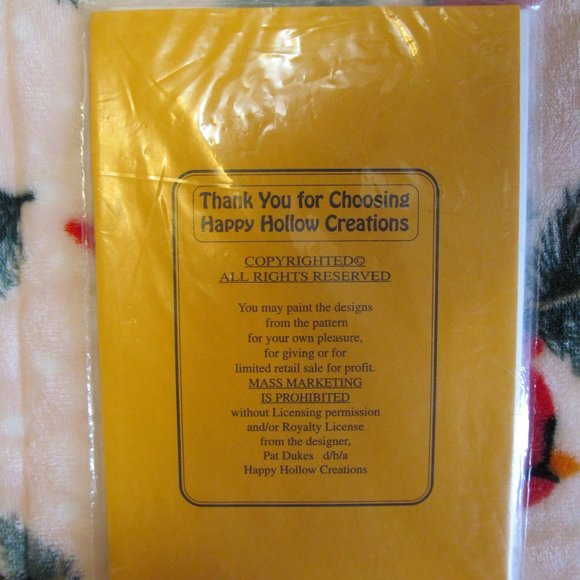 Thank You for Choosing
Happy Hollow Creations
COPYRIGHTED©
ALL RIGHTS RESERVED
You may paint the designs
from the pattern
for your own pleasure,
for giving or for
limited retail sale for profit.
MASS MARKETING
IS PROHIBITED
without Licensing permission
and/or Royalty License
from the designer,
Pat Dukes d/b/a
Happy Hollow Creations